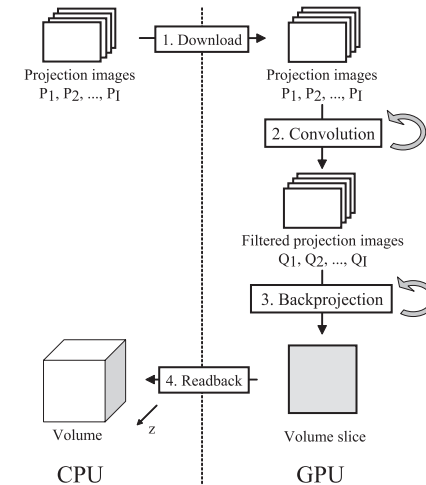 1. Download
Projection images
P1, P2, ..., PI
Projection images
P1, P2, ..., PI
2. Convolution
Filtered projection images
Q1, Q2, ..., QI
3. Backprojection
4. Readback
z
Volume
Volume slice
CPU
GPU